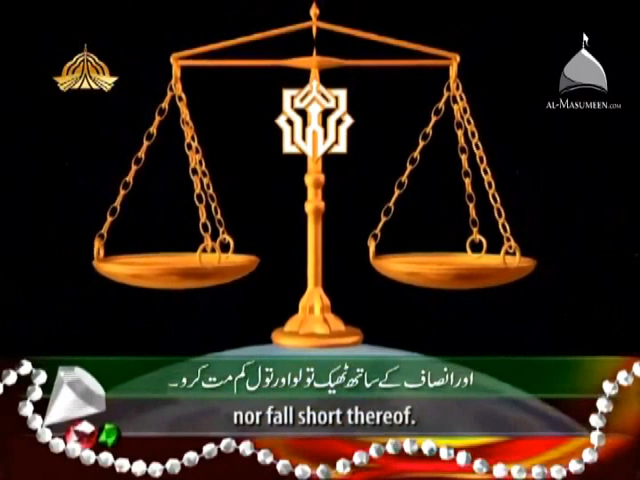 AL-MASUMEEN.COM
اور انصاف کے ساتھ ٹھیک تولو اور تول کم مت کرو۔
nor fall short thereof.